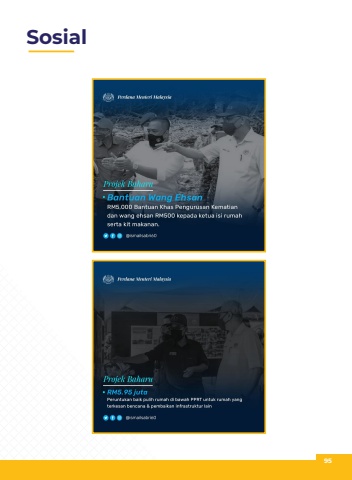 Sosial
Perdana Menteri Malaysia
Projek Baharu
• Bantuan Wang Ehsan
RM5,000 Bantuan Khas Pengurusan Kematian
dan wang ehsan RM500 kepada ketua isi rumah
serta kit makanan.
@ismailsabri60
Perdana Menteri Malaysia
Projek Baharu
• RM5.95 juta
Peruntukan baik pulih rumah di bawah PPRT untuk rumah yang
terkesan bencana & pembaikan infrastruktur lain
@ismailsabri60
95